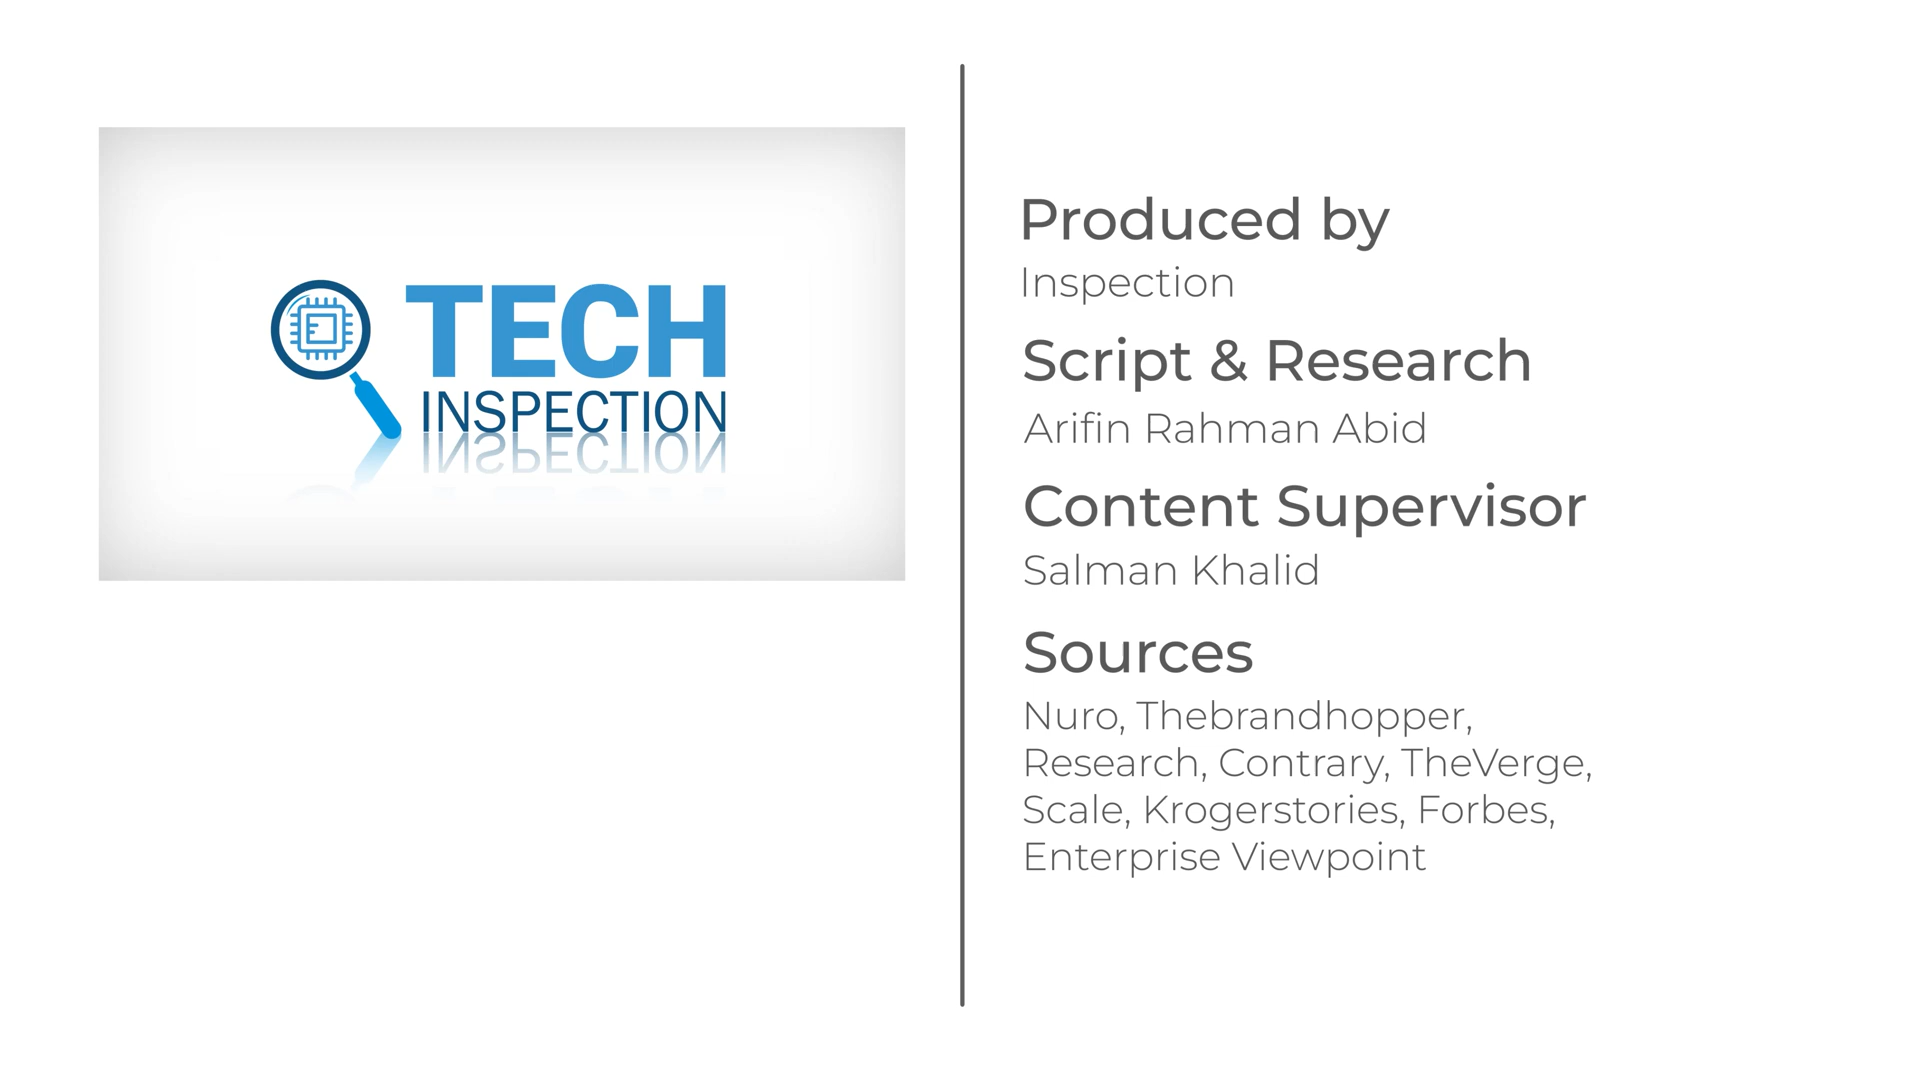 TECH
INSPECTION
Produced by
Inspection
Script & Research
Arifin Rahman Abid
Content Supervisor
Salman Khalid
Sources
Nuro, Thebrandhopper,
Research, Contrary, TheVerge,
Scale, Krogerstories, Forbes,
Enterprise Viewpoint